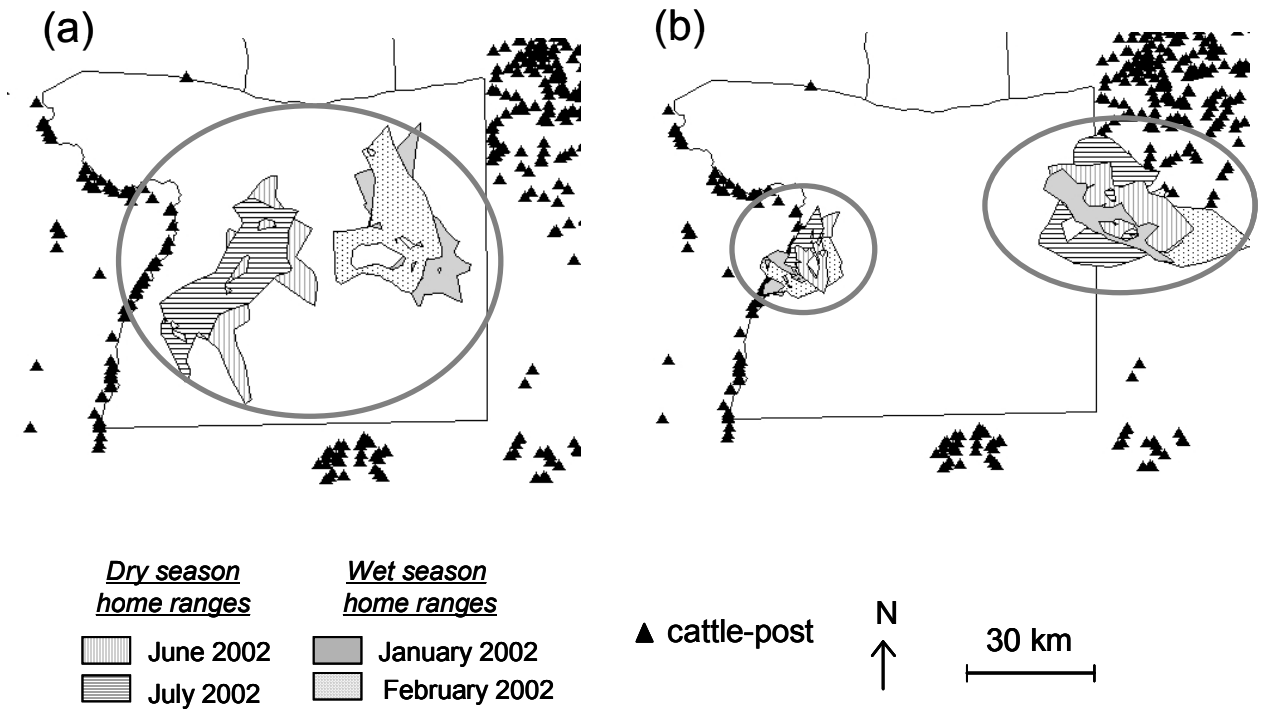 (a)
(b)
Dry season
home ranges
June 2002
July 2002
Wet season
home ranges
January 2002
February 2002
cattle-post
N
30 km